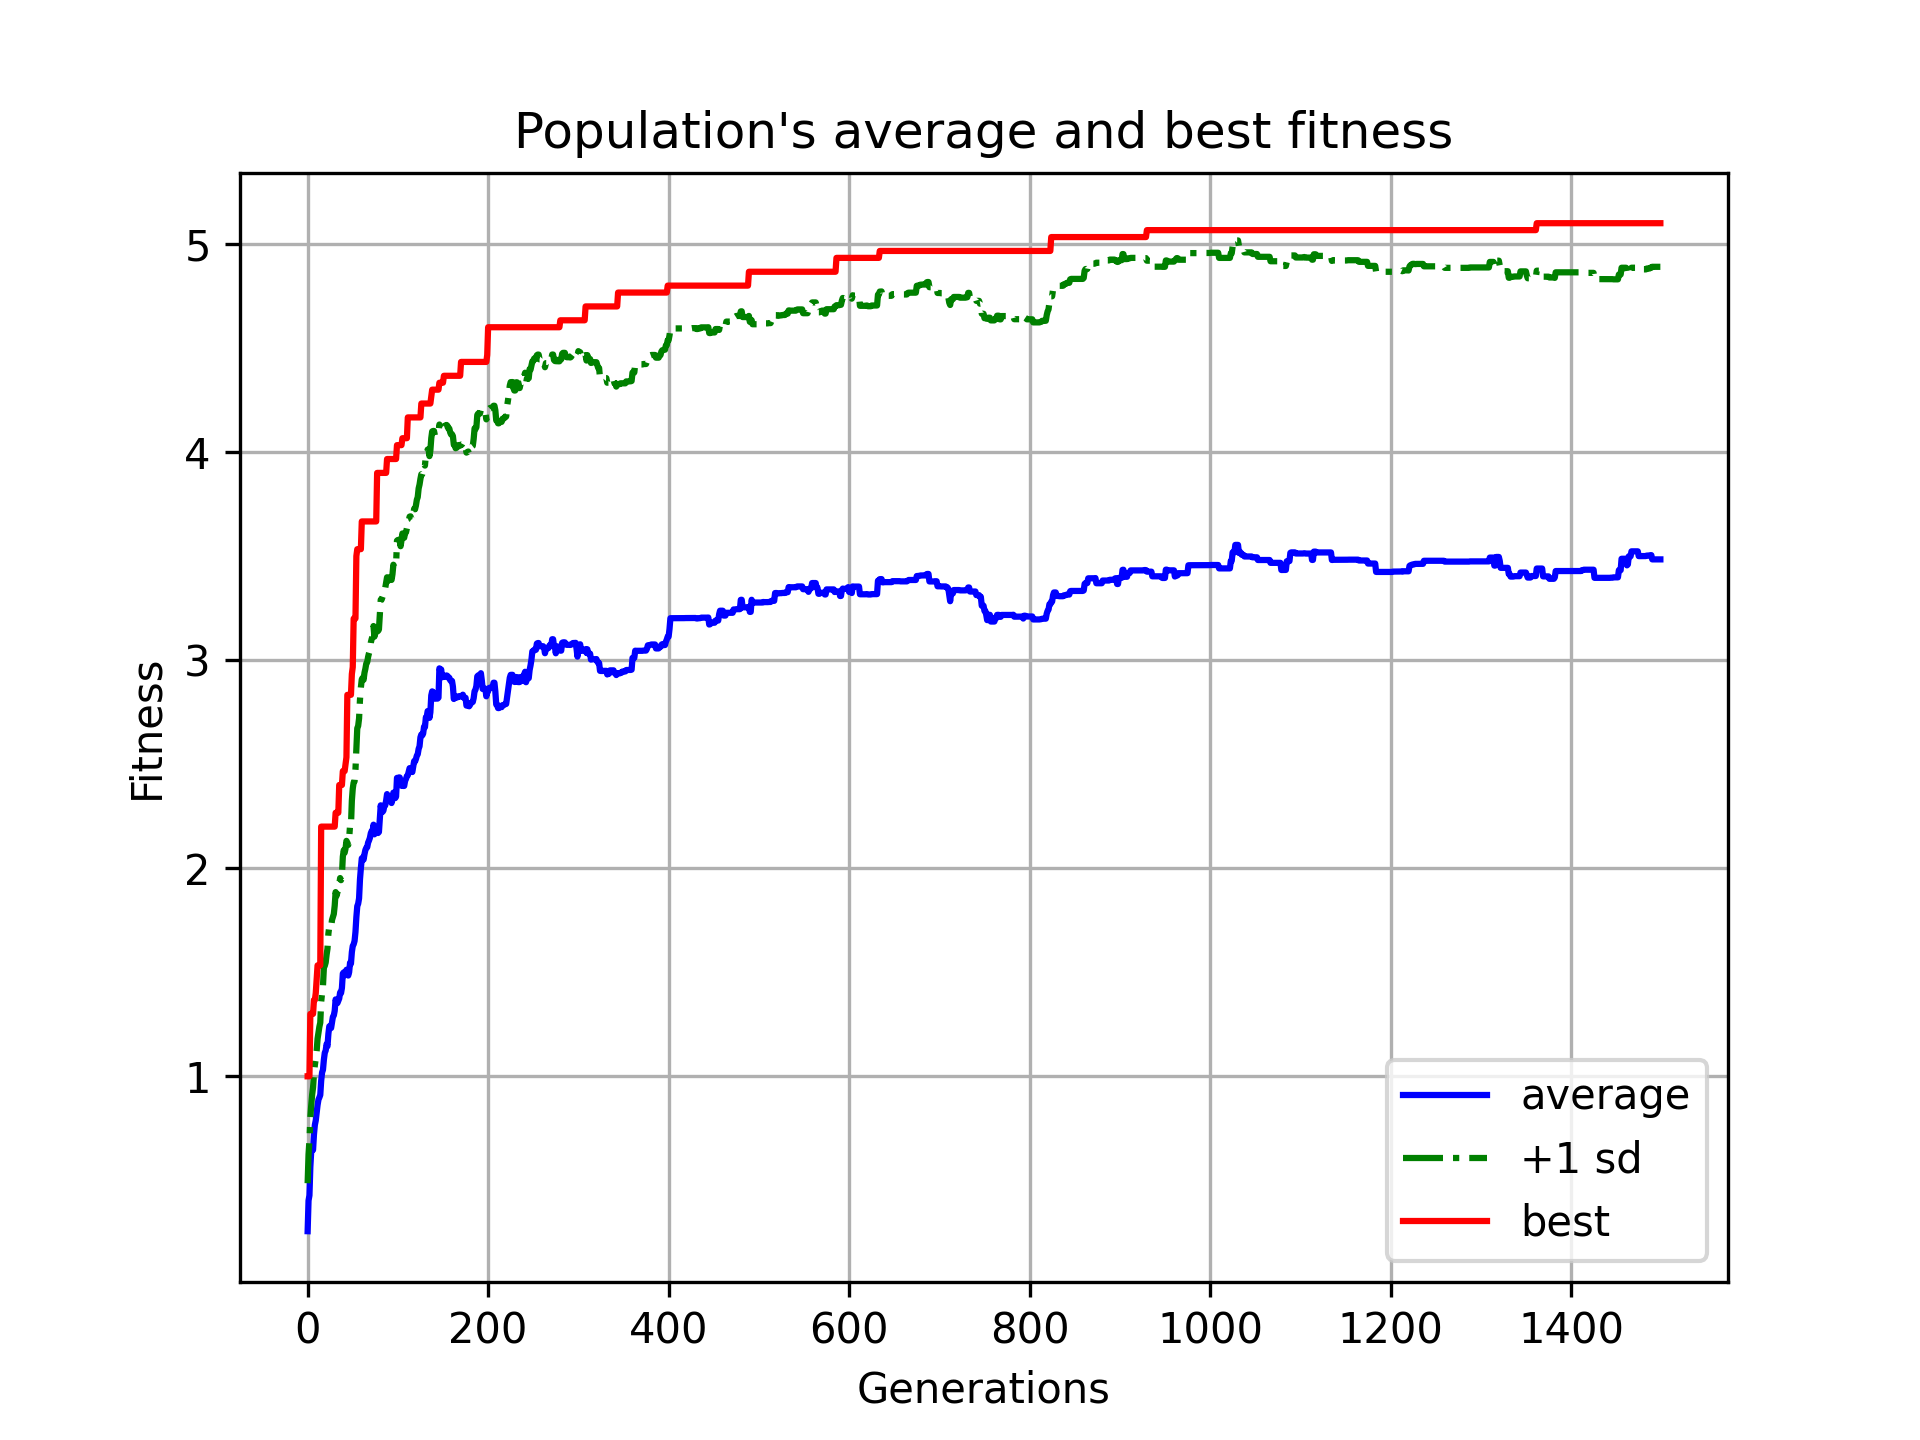 Population's average and best fitness
Fitness
5
4
3
2
1
0 200 400 600 800 1000 1200 1400
Generations
average
+1 sd
best